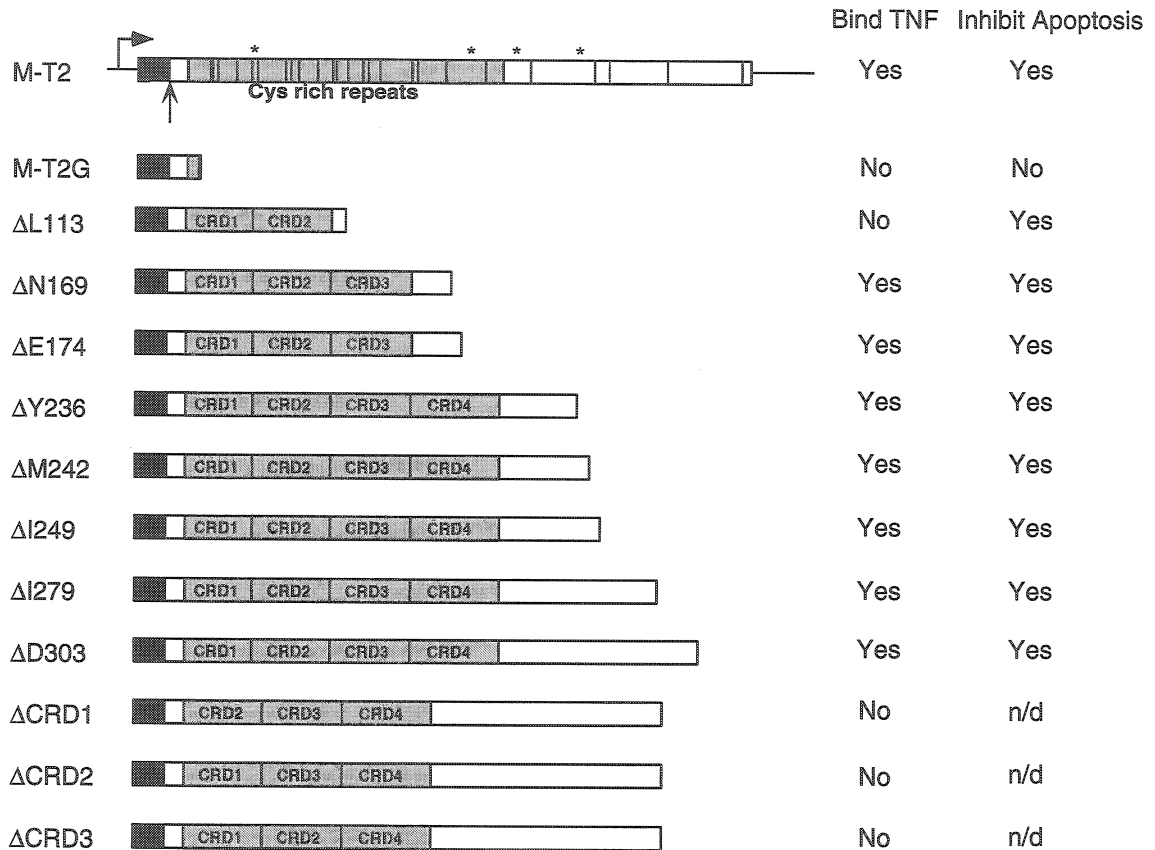 Bind TNF Inhibit Apoptosis
* * * *
M-T2 Yes Yes
Cys rich repeats
M-T2G No No
ΔL113 CRD1 CRD2 No Yes
ΔN169 CRD1 CRD2 CRD3 Yes Yes
ΔE174 CRD1 CRD2 CRD3 Yes Yes
ΔY236 CRD1 CRD2 CRD3 CRD4 Yes Yes
ΔM242 CRD1 CRD2 CRD3 CRD4 Yes Yes
ΔI249 CRD1 CRD2 CRD3 CRD4 Yes Yes
ΔI279 CRD1 CRD2 CRD3 CRD4 Yes Yes
ΔD303 CRD1 CRD2 CRD3 CRD4 Yes Yes
ΔCRD1 CRD2 CRD3 CRD4 No n/d
ΔCRD2 CRD1 CRD3 CRD4 No n/d
ΔCRD3 CRD1 CRD2 CRD4 No n/d